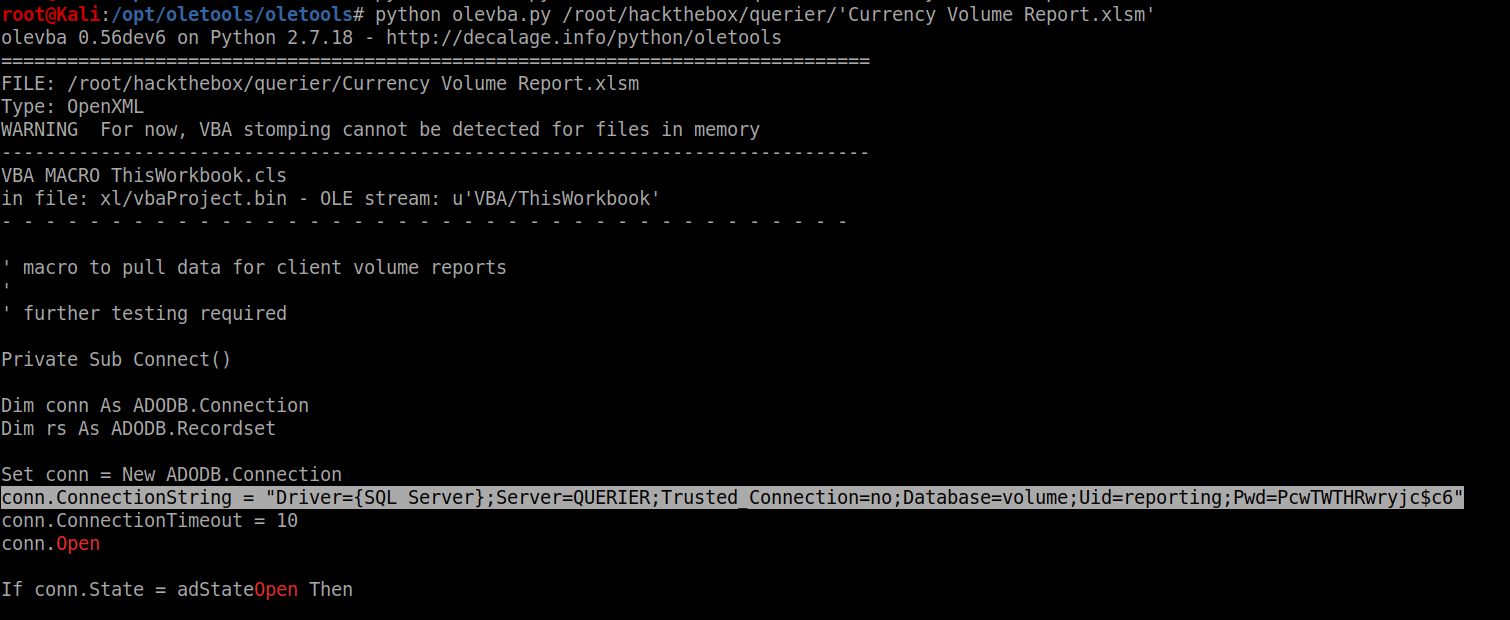 root@Kali:/opt/oletools/oletools# python olevba.py /root/hackthebox/querier/'Currency Volume Report.xlsm'
olevba 0.56dev6 on Python 2.7.18 - http://decalage.info/python/oletools
===============================================================================
FILE: /root/hackthebox/querier/Currency Volume Report.xlsm
Type: OpenXML
WARNING  For now, VBA stomping cannot be detected for files in memory
-------------------------------------------------------------------------------
VBA MACRO ThisWorkbook.cls
in file: xl/vbaProject.bin - OLE stream: u'VBA/ThisWorkbook'
- - - - - - - - - - - - - - - - - - - - - - - - - - - - - - - - - - - - - - -
' macro to pull data for client volume reports
'
' further testing required
Private Sub Connect()
Dim conn As ADODB.Connection
Dim rs As ADODB.Recordset
Set conn = New ADODB.Connection
conn.ConnectionString = "Driver={SQL Server};Server=QUERIER;Trusted_Connection=no;Database=volume;Uid=reporting;Pwd=PcwTWTHRwryjc$c6"
conn.ConnectionTimeout = 10
conn.Open
If conn.State = adStateOpen Then